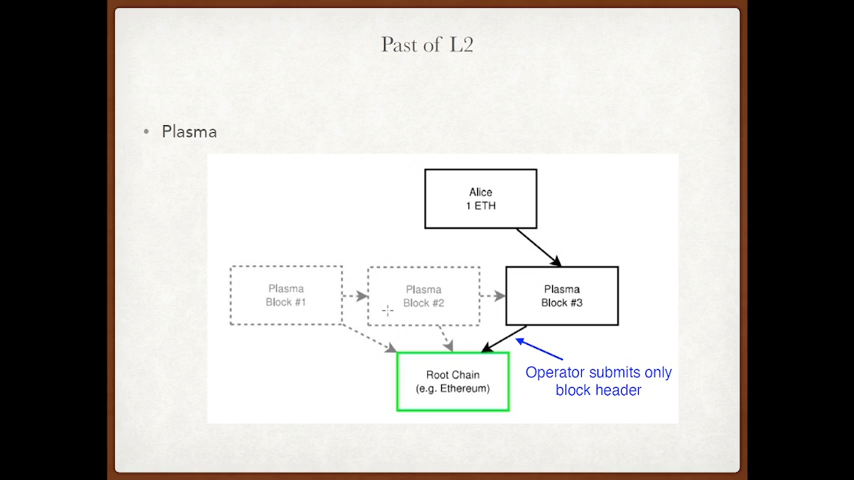 Past of L2
• Plasma
Alice
1 ETH
Plasma
Block #1
Plasma
Block #2
Plasma
Block #3
Root Chain
(e.g. Ethereum)
Operator submits only
block header